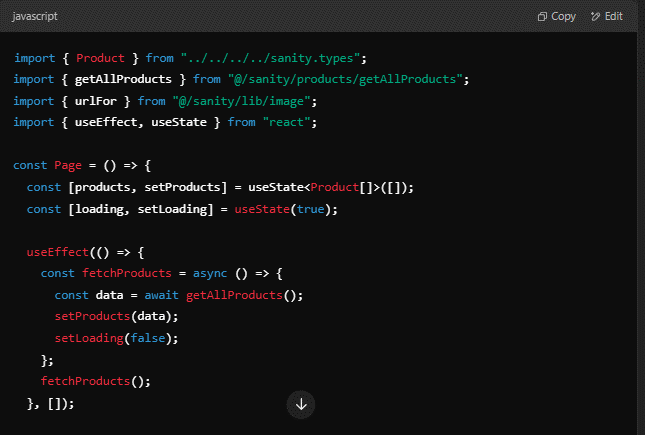 javascript
Copy
Edit
import { Product } from "../../../../sanity.types";
import { getAllProducts } from "@/sanity/products/getAllProducts";
import { urlFor } from "@/sanity/lib/image";
import { useEffect, useState } from "react";
const Page = () => {
const [products, setProducts] = useState<Product[]>([]);
const [loading, setLoading] = useState(true);
useEffect(() => {
const fetchProducts = async () => {
const data = await getAllProducts();
setProducts(data);
setLoading(false);
};
fetchProducts();
}, []);